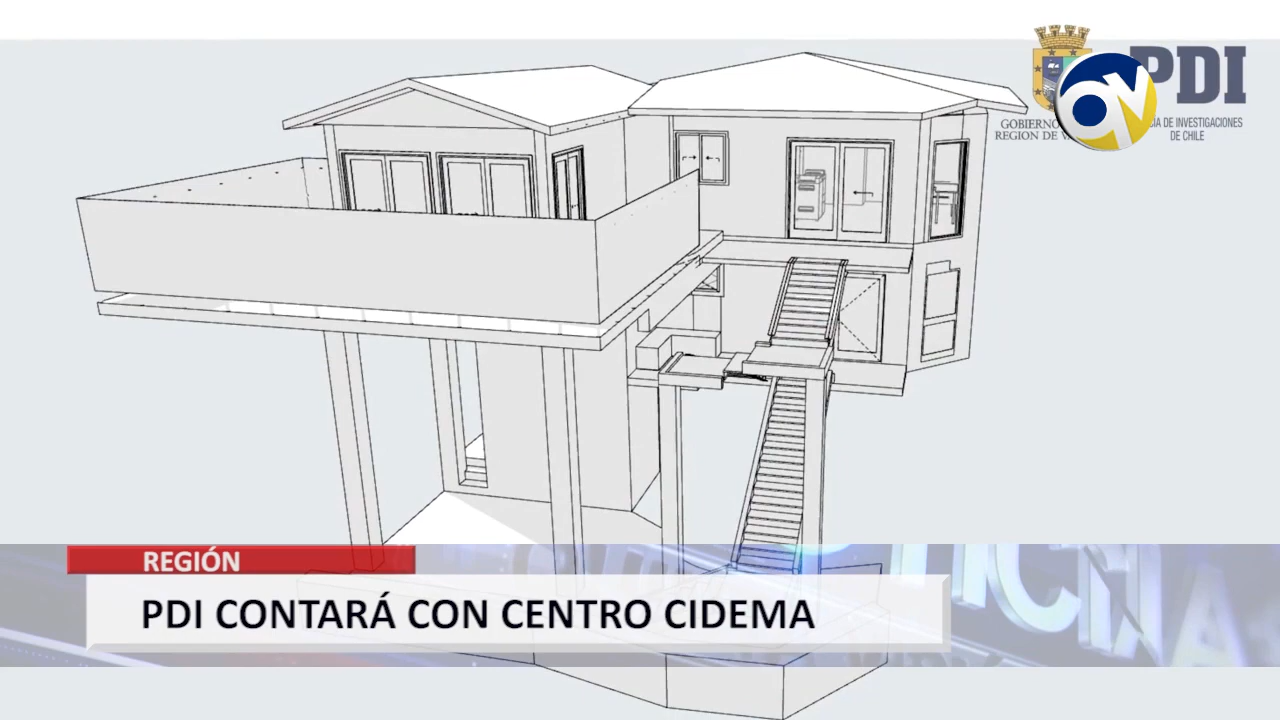 PDI
GOBIERNO
REGION DE
DE INVESTIGACIONES
DE CHILE
REGIÓN
PDI CONTARÁ CON CENTRO CIDEMA